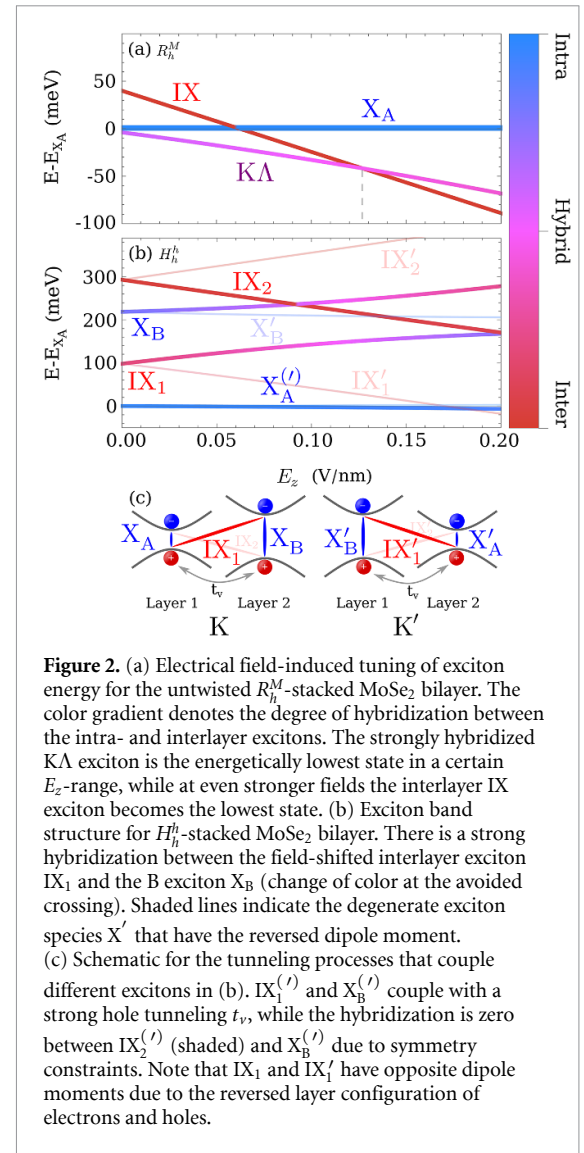 (a) R_h^M
IX
X_A
KΛ
E-E_{X_A} (meV)
50
0
-50
-100
(b) H_h^h
IX'_2
IX_2
X_B
X'_B
IX_1
X_A^{(′)}
IX'_1
E-E_{X_A} (meV)
300
200
100
0
0.00 0.05 0.10 0.15 0.20
E_z (V/nm)
Intra
Hybrid
Inter
(c)
X_A IX_1 IX_2 X_B X'_B IX'_1 IX'_2 X'_A
t_v t_v
Layer 1 Layer 2 Layer 1 Layer 2
K K′
Figure 2. (a) Electrical field-induced tuning of exciton
energy for the untwisted R_h^M-stacked MoSe₂ bilayer. The
color gradient denotes the degree of hybridization between
the intra- and interlayer excitons. The strongly hybridized
KΛ exciton is the energetically lowest state in a certain
E_z-range, while at even stronger fields the interlayer IX
exciton becomes the lowest state. (b) Exciton band
structure for H_h^h-stacked MoSe₂ bilayer. There is a strong
hybridization between the field-shifted interlayer exciton
IX₁ and the B exciton X_B (change of color at the avoided
crossing). Shaded lines indicate the degenerate exciton
species X′ that have the reversed dipole moment.
(c) Schematic for the tunneling processes that couple
different excitons in (b). IX_1^{(′)} and X_B^{(′)} couple with a
strong hole tunneling t_v, while the hybridization is zero
between IX_2^{(′)} (shaded) and X_B^{(′)} due to symmetry
constraints. Note that IX₁ and IX′₁ have opposite dipole
moments due to the reversed layer configuration of
electrons and holes.